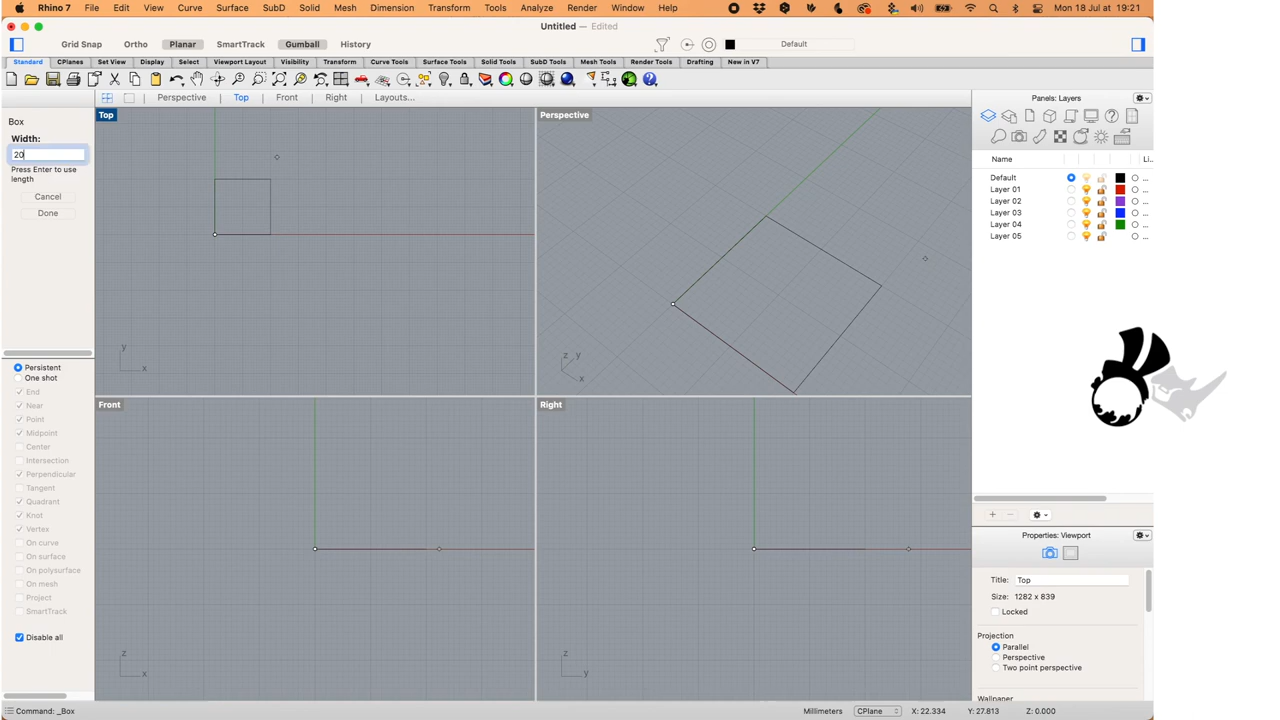 Rhino 7 File Edit View Curve Surface SubD Solid Mesh Dimension Transform Tools Analyze Render Window Help Mon 18 Jul at 19:21
Untitled — Edited
Grid Snap Ortho Planar SmartTrack Gumball History Default
Standard CPlanes Set View Display Select Viewport Layout Visibility Transform Curve Tools Surface Tools Solid Tools SubD Tools Mesh Tools Render Tools Drafting New in V7
Perspective Top Front Right Layouts...
Panels: Layers
Box
Width:
20
Press Enter to use
length
Cancel
Done
Persistent
One shot
End
Near
Point
Midpoint
Center
Intersection
Perpendicular
Tangent
Quadrant
Knot
Vertex
On curve
On surface
On polysurface
On mesh
Project
SmartTrack
Disable all
Top
y
x
Perspective
z y
x
Front
z
x
Right
z
y
Name Li...
Default ...
Layer 01 ...
Layer 02 ...
Layer 03 ...
Layer 04 ...
Layer 05 ...
Properties: Viewport
Title: Top
Size: 1282 x 839
Locked
Projection
Parallel
Perspective
Two point perspective
Wallpaper
Command: _Box Millimeters CPlane X: 22.334 Y: 27.813 Z: 0.000